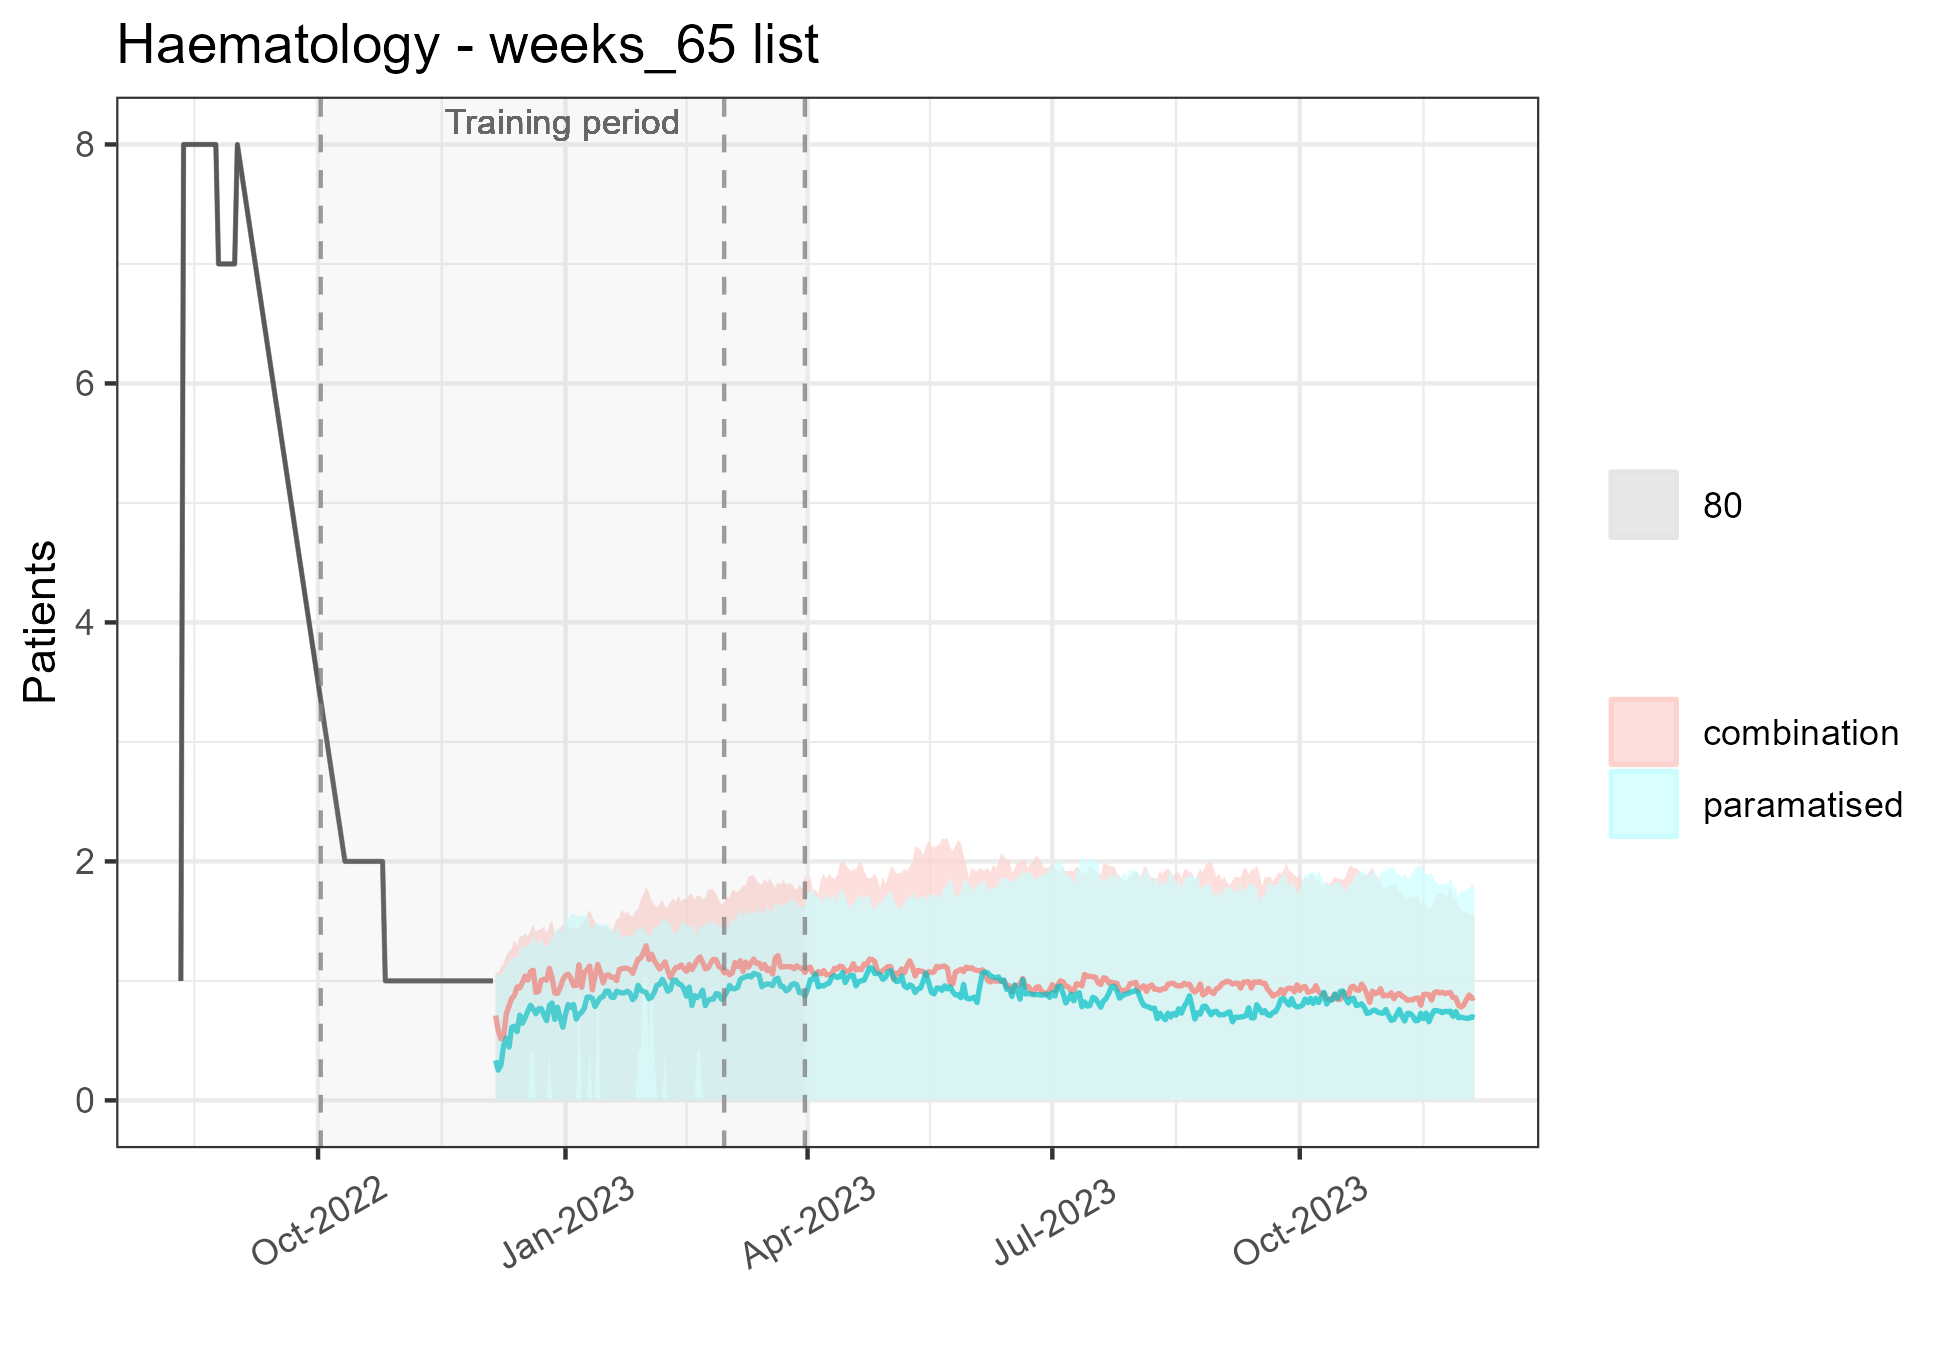 Haematology - weeks_65 list
Training period
8
6
4
2
0
Patients
Oct-2022
Jan-2023
Apr-2023
Jul-2023
Oct-2023
80
combination
paramatised